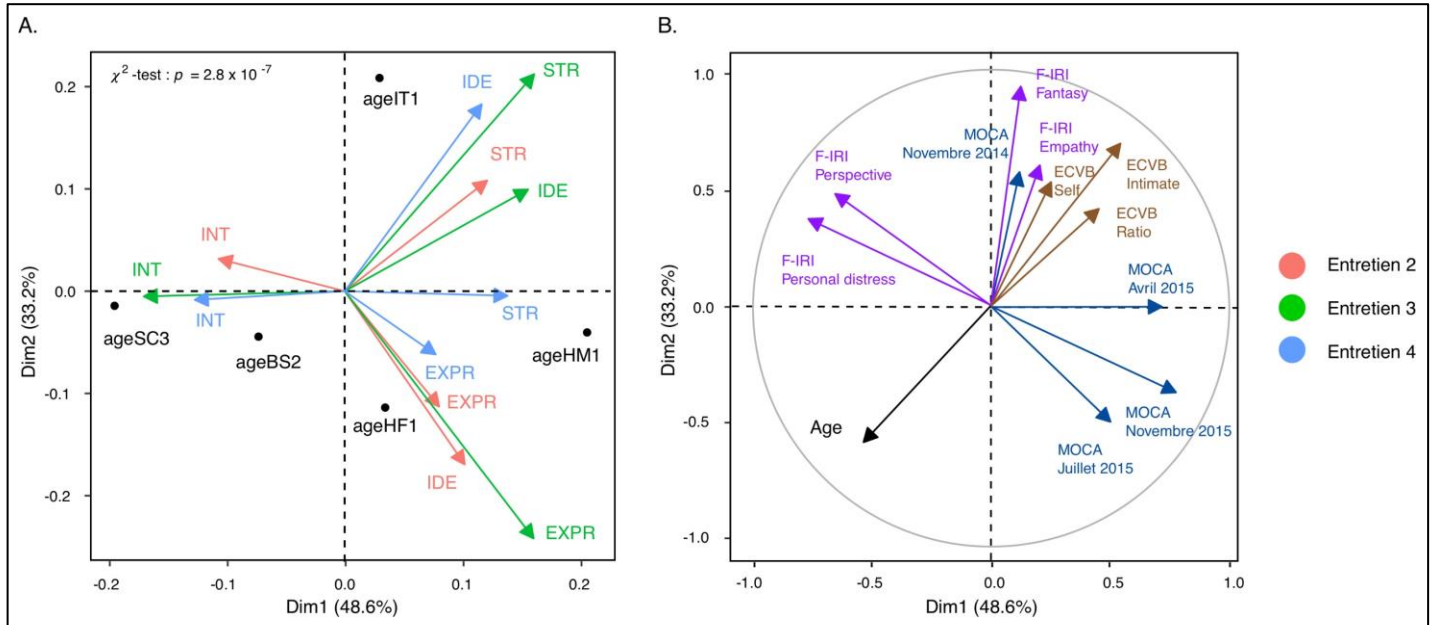 A.
χ² -test : p = 2.8 x 10 -7
ageIT1
IDE
STR
STR
IDE
INT
INT
INT
STR
ageSC3
ageBS2
ageHM1
EXPR
EXPR
ageHF1
IDE
EXPR
0.2
0.1
0.0
-0.1
-0.2
Dim2 (33.2%)
-0.2
-0.1
0.0
0.1
0.2
Dim1 (48.6%)
B.
F-IRI
Fantasy
MOCA
Novembre 2014
F-IRI
Empathy
F-IRI
Perspective
ECVB
Self
ECVB
Intimate
ECVB
Ratio
F-IRI
Personal distress
MOCA
Avril 2015
MOCA
Novembre 2015
MOCA
Juillet 2015
Age
1.0
0.5
0.0
-0.5
-1.0
Dim2 (33.2%)
-1.0
-0.5
0.0
0.5
1.0
Dim1 (48.6%)
Entretien 2
Entretien 3
Entretien 4